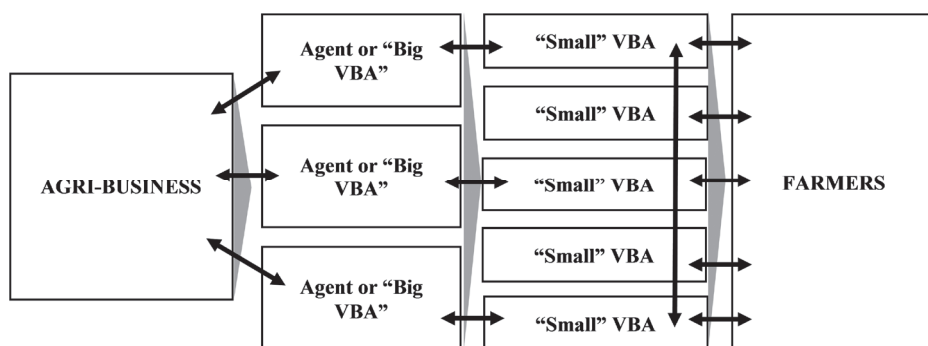 AGRI-BUSINESS
Agent or “Big
VBA”
Agent or “Big
VBA”
Agent or “Big
VBA”
“Small” VBA
“Small” VBA
“Small” VBA
“Small” VBA
“Small” VBA
FARMERS